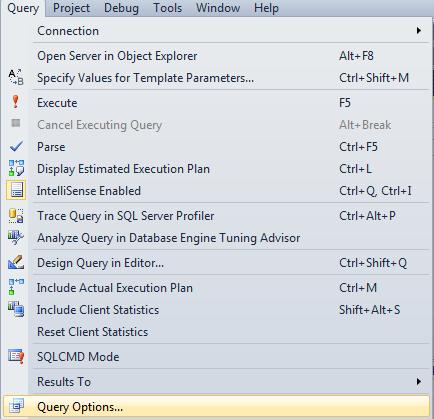 Query Project Debug Tools Window Help
Connection
Open Server in Object Explorer Alt+F8
Specify Values for Template Parameters... Ctrl+Shift+M
Execute F5
Cancel Executing Query Alt+Break
Parse Ctrl+F5
Display Estimated Execution Plan Ctrl+L
IntelliSense Enabled Ctrl+Q, Ctrl+I
Trace Query in SQL Server Profiler Ctrl+Alt+P
Analyze Query in Database Engine Tuning Advisor
Design Query in Editor... Ctrl+Shift+Q
Include Actual Execution Plan Ctrl+M
Include Client Statistics Shift+Alt+S
Reset Client Statistics
SQLCMD Mode
Results To
Query Options...